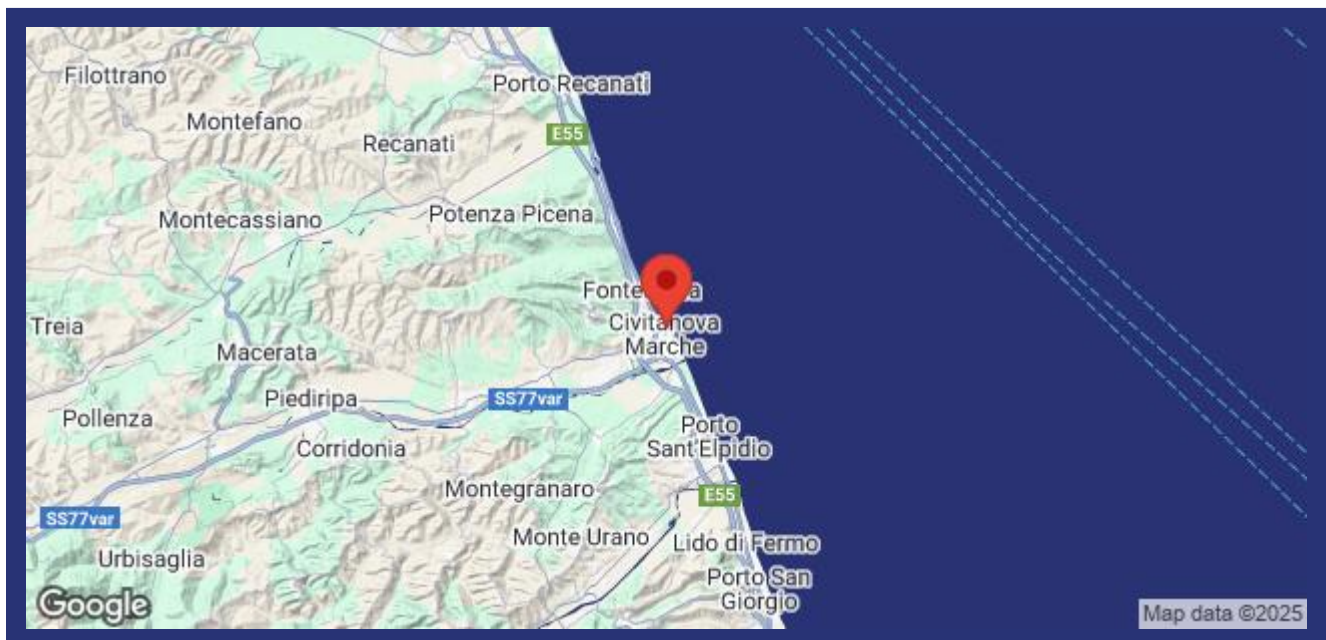 Filottrano
Porto Recanati
Montefano
E55
Recanati
Montecassiano
Potenza Picena
Civitanova
Marche
Treia
Macerata
Piediripa
SS77var
Pollenza
Porto
Sant'Elpidio
Corridonia
Montegranaro
E55
SS77var
Monte Urano
Lido di Fermo
Urbisaglia
Porto San
Giorgio
Google
Map data ©2025